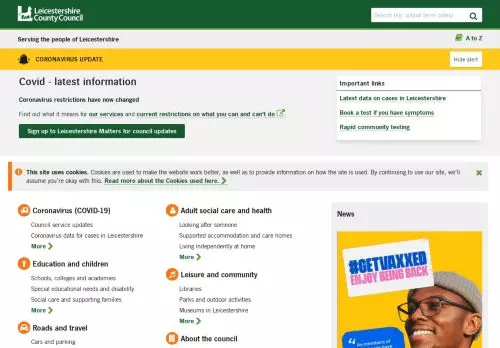 Leicestershire
County Council
Search (eg. school term dates)
Serving the people of Leicestershire
A to Z
CORONAVIRUS UPDATE
Hide alert
Covid - latest information
Coronavirus restrictions have now changed
Find out what it means for our services and current restrictions on what you can and can't do
Sign up to Leicestershire Matters for council updates
Important links
Latest data on cases in Leicestershire
Book a test if you have symptoms
Rapid community testing
This site uses cookies. Cookies are used to make the website work better, as well as to provide information on how the site is used. By continuing to use our site, we'll
assume you're okay with this. Read more about the Cookies used here.
Coronavirus (COVID-19)
Council service updates
Coronavirus data for cases in Leicestershire
More
Education and children
Schools, colleges and academies
Special educational needs and disability
Social care and supporting families
More
Roads and travel
Cars and parking
Adult social care and health
Looking after someone
Supported accommodation and care homes
Living independently at home
More
Leisure and community
Libraries
Parks and outdoor activities
Museums in Leicestershire
More
About the council
News
#GETVAXXED
ENJOY BEING BACK
"As members of